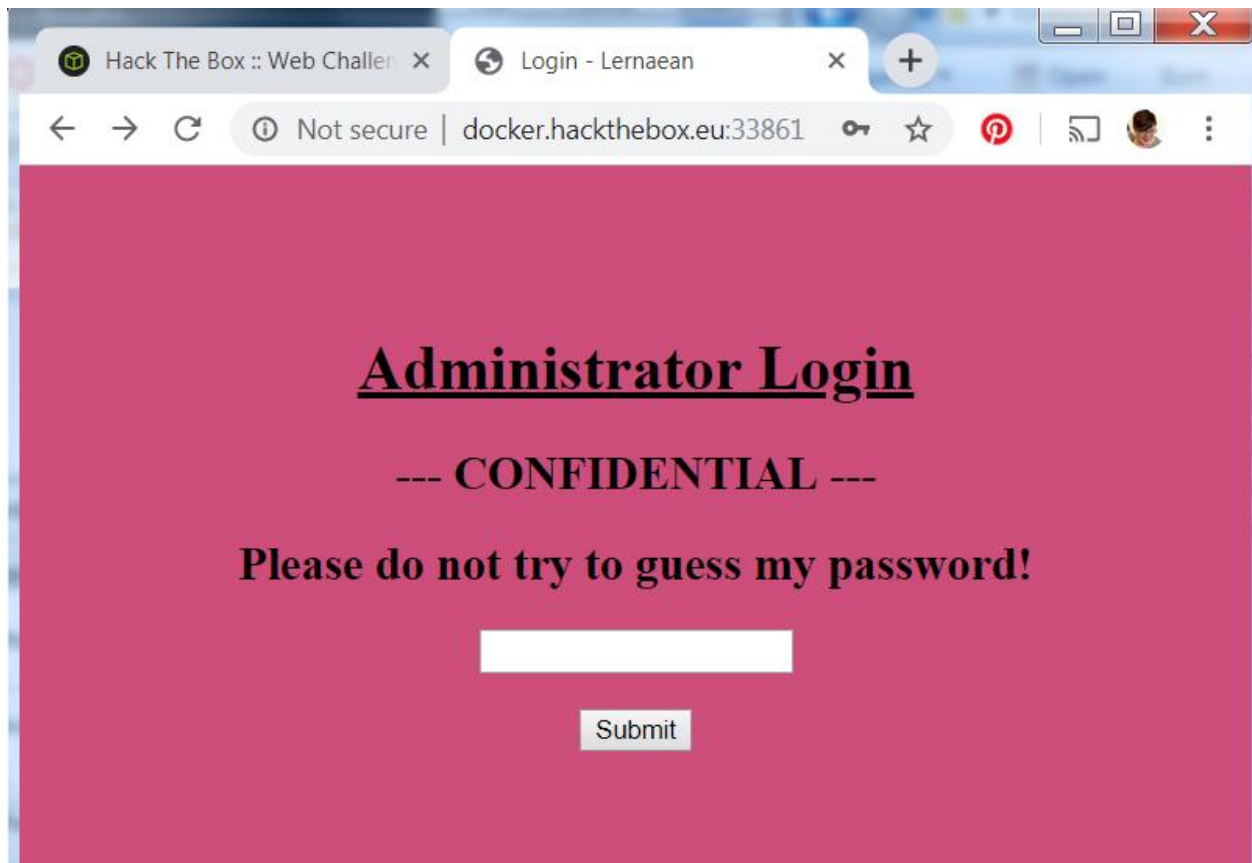 Hack The Box :: Web Challen
Login - Lernaean
Not secure | docker.hackthebox.eu:33861
Administrator Login
--- CONFIDENTIAL ---
Please do not try to guess my password!
Submit